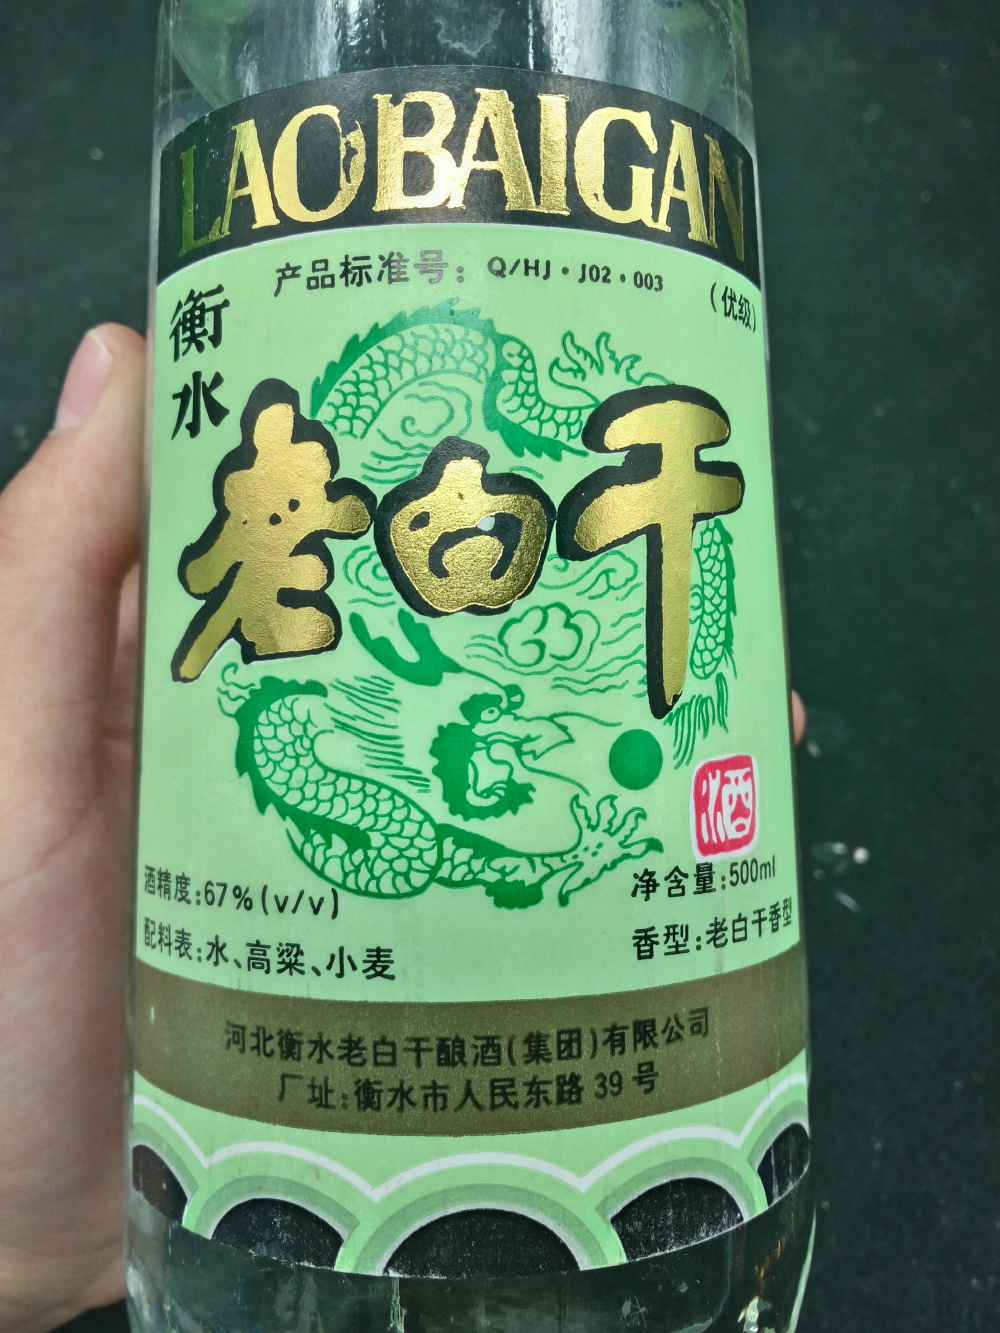 LAOBAIGAN
产品标准号：Q/HJ·J02·003
（优级）
衡水
老白干
酒
酒精度:67%(v/v)
净含量:500ml
配料表:水、高粱、小麦
香型:老白干香型
河北衡水老白干酿酒(集团)有限公司
厂址:衡水市人民东路 39 号